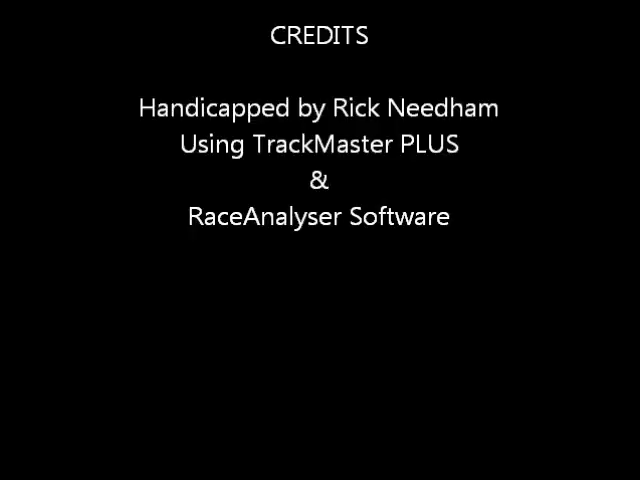 CREDITS
Handicapped by Rick Needham
Using TrackMaster PLUS
&
RaceAnalyser Software